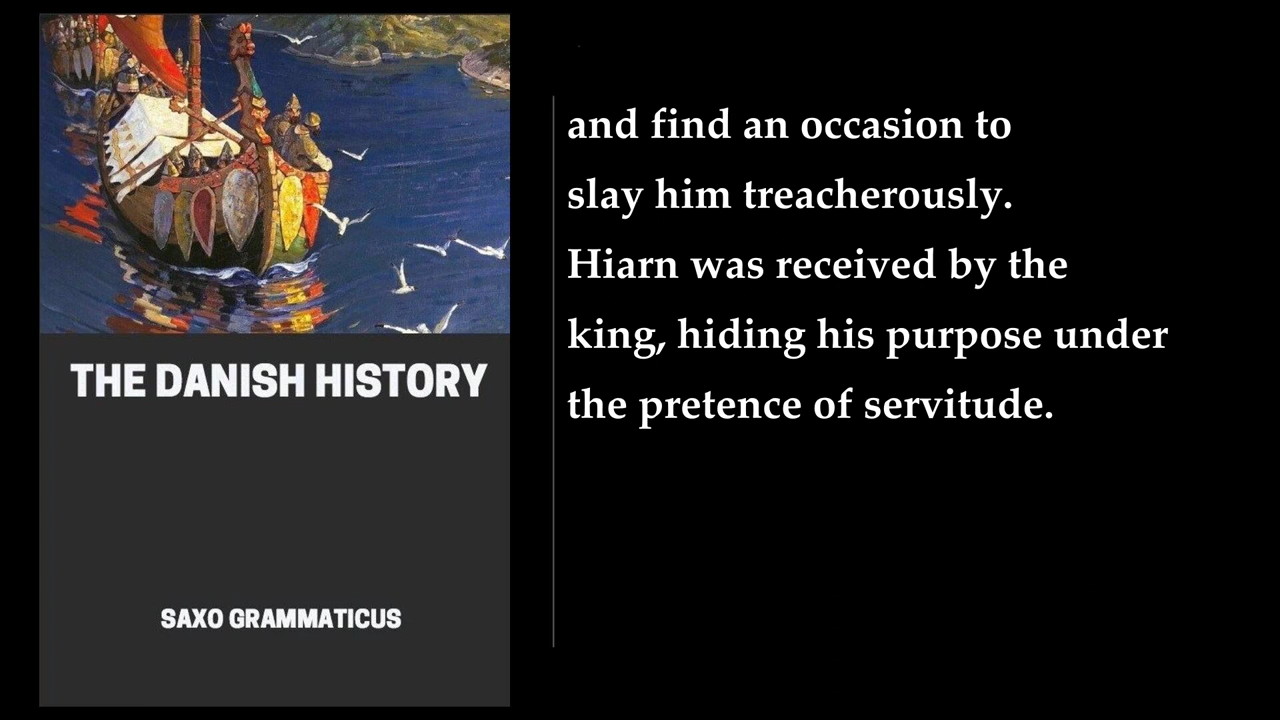 THE DANISH HISTORY
SAXO GRAMMATICUS
and find an occasion to
slay him treacherously.
Hiarn was received by the
king, hiding his purpose under
the pretence of servitude.